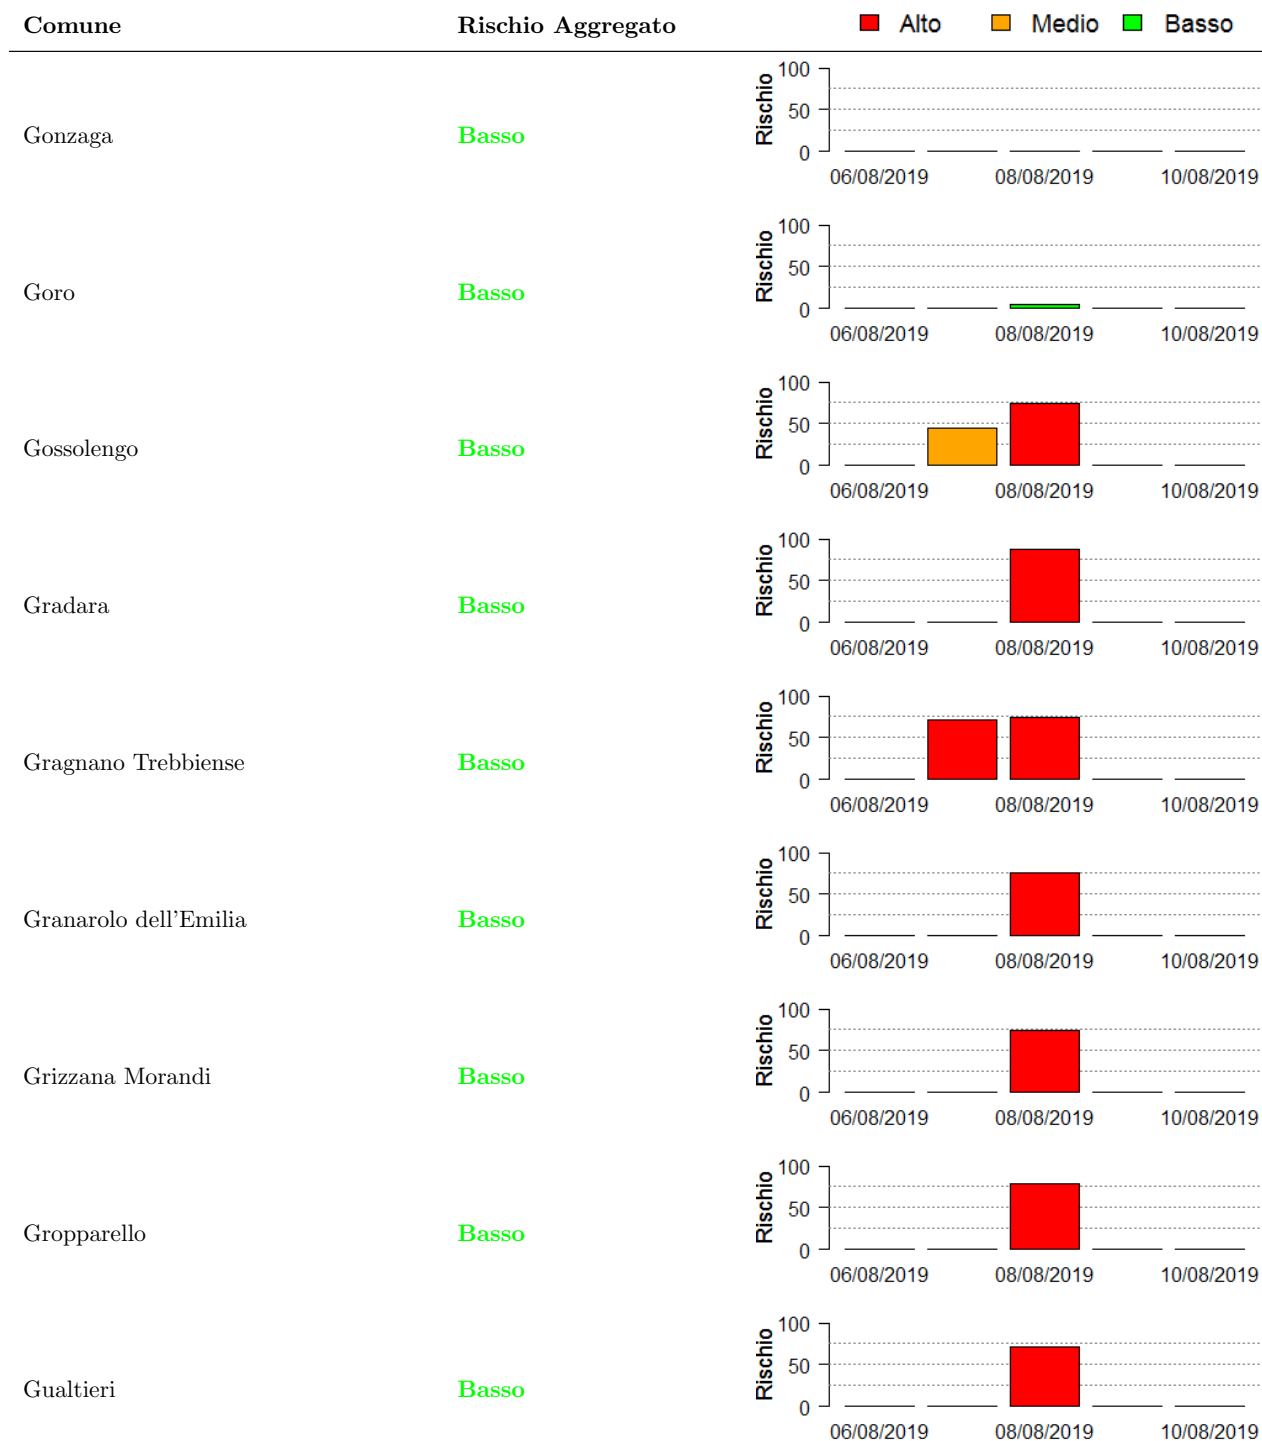 Comune Rischio Aggregato Alto Medio Basso
100
50
0
Rischio
Gonzaga Basso
06/08/2019 08/08/2019 10/08/2019
100
50
0
Rischio
Goro Basso
06/08/2019 08/08/2019 10/08/2019
100
50
0
Rischio
Gossolengo Basso
06/08/2019 08/08/2019 10/08/2019
100
50
0
Rischio
Gradara Basso
06/08/2019 08/08/2019 10/08/2019
100
50
0
Rischio
Gragnano Trebbiense Basso
06/08/2019 08/08/2019 10/08/2019
100
50
0
Rischio
Granarolo dell'Emilia Basso
06/08/2019 08/08/2019 10/08/2019
100
50
0
Rischio
Grizzana Morandi Basso
06/08/2019 08/08/2019 10/08/2019
100
50
0
Rischio
Gropparello Basso
06/08/2019 08/08/2019 10/08/2019
100
50
0
Rischio
Gualtieri Basso
06/08/2019 08/08/2019 10/08/2019